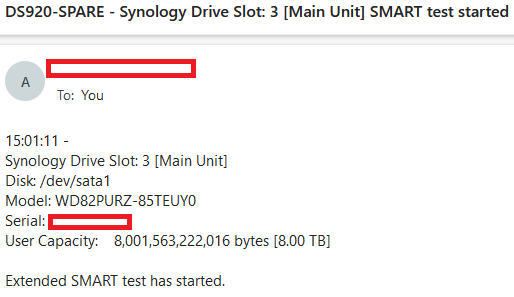 DS920-SPARE - Synology Drive Slot: 3 [Main Unit] SMART test started
A
To: You
15:01:11 -
Synology Drive Slot: 3 [Main Unit]
Disk: /dev/sata1
Model: WD82PURZ-85TEUY0
Serial:
User Capacity: 8,001,563,222,016 bytes [8.00 TB]
Extended SMART test has started.